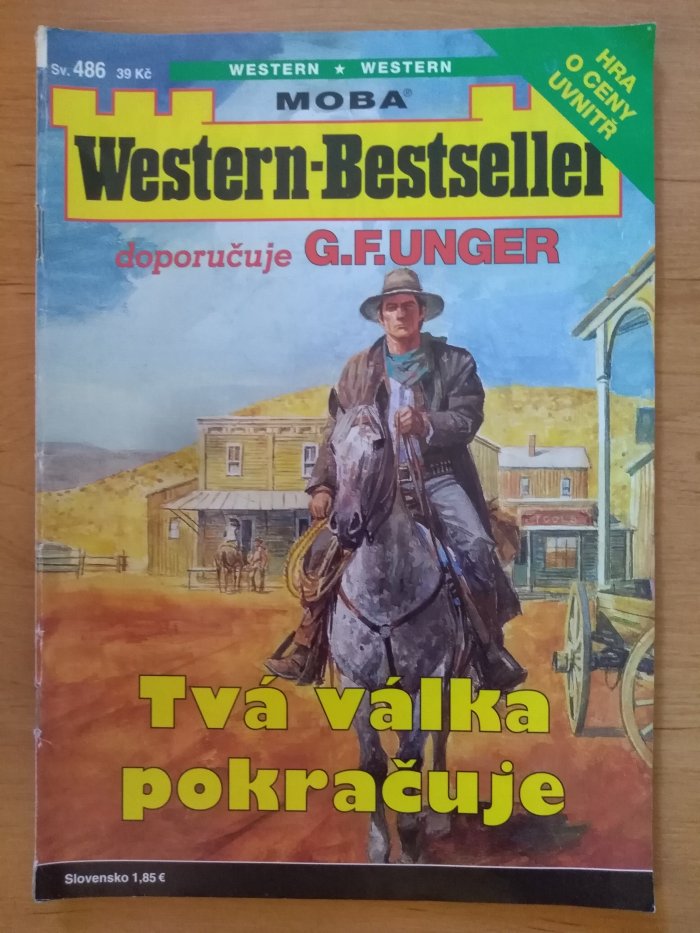 Sv. 486 39 Kč
WESTERN ★ WESTERN
HRA
O CENY
UVNITŘ
MOBA®
Western-Bestseller
doporučuje G.F.UNGER
TOOLS
Tvá válka
pokračuje
Slovensko 1,85 €